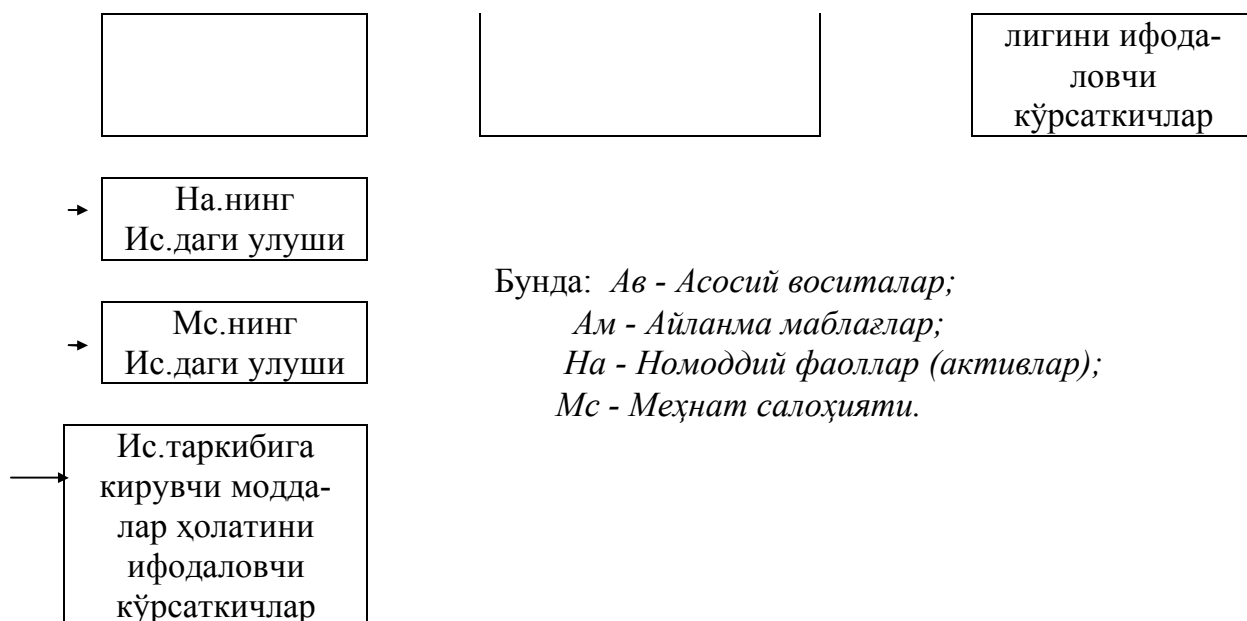 лигини ифода-
ловчи
кўрсаткичлар
На.нинг
Ис.даги улуши
Мс.нинг
Ис.даги улуши
Бунда: Ав - Асосий воситалар;
Ам - Айланма маблағлар;
На - Номоддий фаоллар (активлар);
Мс - Меҳнат салоҳияти.
Ис.таркибига
кирувчи модда-
лар ҳолатини
ифодаловчи
кўрсаткичлар